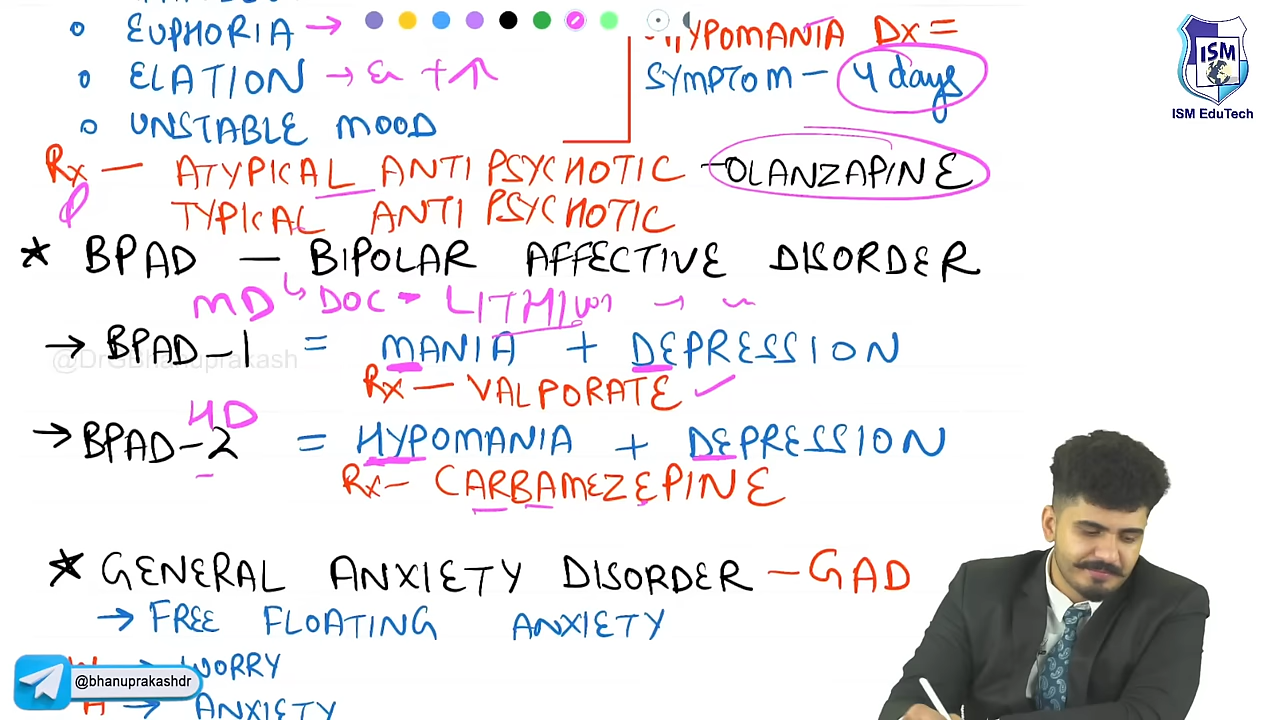 EUPHORIA →
HYPOMANIA Dx =
ELATION → En + ↑
SYMPTOM - 4 days
UNSTABLE MOOD
Rx — ATYPICAL ANTI PSYCHOTIC - OLANZAPINE
TYPICAL ANTI PSYCHOTIC
* BPAD — BIPOLAR AFFECTIVE DISORDER
MD ↳ DOC - LITHIUM →
→ BPAD-1 = MANIA + DEPRESSION
@DrGBhanuprakash
Rx — VALPORATE ✓
HD
→ BPAD-2 = HYPOMANIA + DEPRESSION
Rx - CARBAMEZEPINE
* GENERAL ANXIETY DISORDER - GAD
→ FREE FLOATING ANXIETY
W → WORRY
@bhanuprakashdr
A → ANXIETY
ISM
ISM EduTech